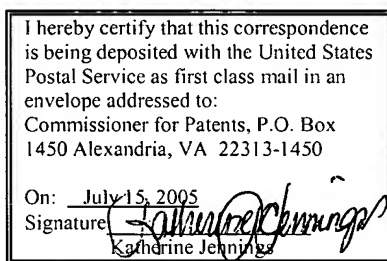 I hereby certify that this correspondence
is being deposited with the United States
Postal Service as first class mail in an
envelope addressed to:
Commissioner for Patents, P.O. Box
1450 Alexandria, VA 22313-1450
On: July 15, 2005
Signature Katherine Jennings
Katherine Jennings